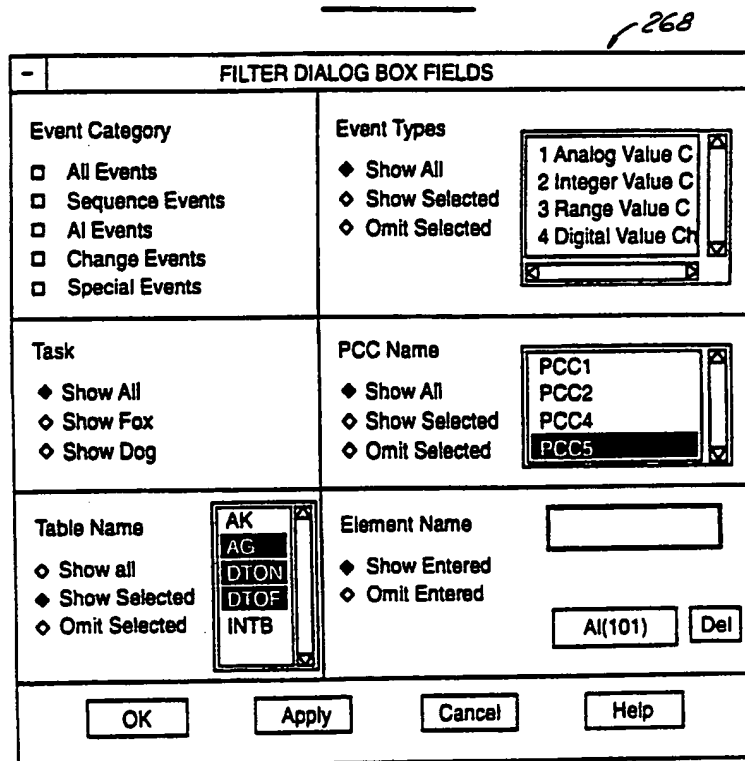 268
- FILTER DIALOG BOX FIELDS
Event Category
All Events
Sequence Events
AI Events
Change Events
Special Events
Event Types
Show All
Show Selected
Omit Selected
1 Analog Value C
2 Integer Value C
3 Range Value C
4 Digital Value Ch
Task
Show All
Show Fox
Show Dog
PCC Name
Show All
Show Selected
Omit Selected
PCC1
PCC2
PCC4
PCC5
Table Name
Show all
Show Selected
Omit Selected
AK
AG
DTON
DTOF
INTB
Element Name
Show Entered
Omit Entered
AI(101)
Del
OK
Apply
Cancel
Help